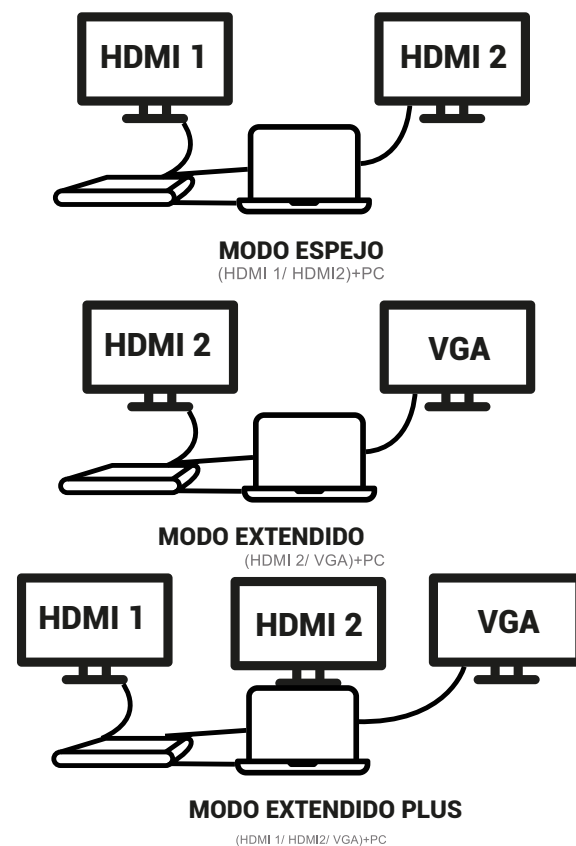 HDMI 1
HDMI 2
MODO ESPEJO
(HDMI 1/ HDMI2)+PC
HDMI 2
VGA
MODO EXTENDIDO
(HDMI 2/ VGA)+PC
HDMI 1
HDMI 2
VGA
MODO EXTENDIDO PLUS
(HDMI 1/ HDMI2/ VGA)+PC